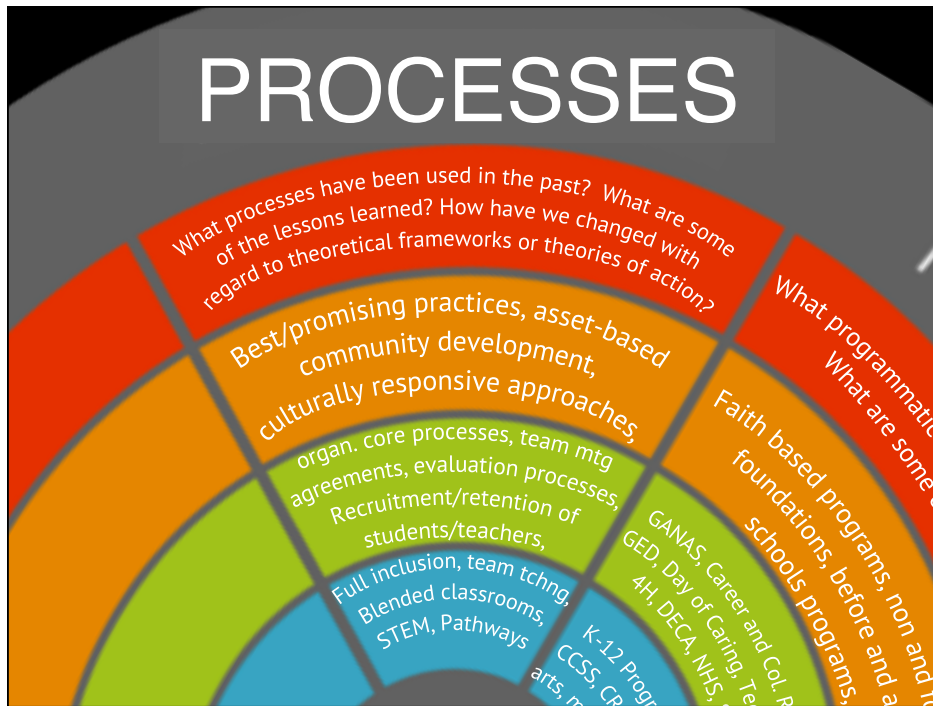 PROCESSES
What processes have been used in the past? What are some
of the lessons learned? How have we changed with
regard to theoretical frameworks or theories of action?
Best/promising practices, asset-based
community development,
culturally responsive approaches,
organ. core processes, team mtg
agreements, evaluation processes,
Recruitment/retention of
students/teachers,
Full inclusion, team tchng,
Blended classrooms,
STEM, Pathways
What programmatic
What are some
Faith based programs, non and
foundations, before and
schools programs,
GANAS, Career and Col.
GED, Day of Caring,
4H, DECA, NHS,
K-12
CCSS,
arts,